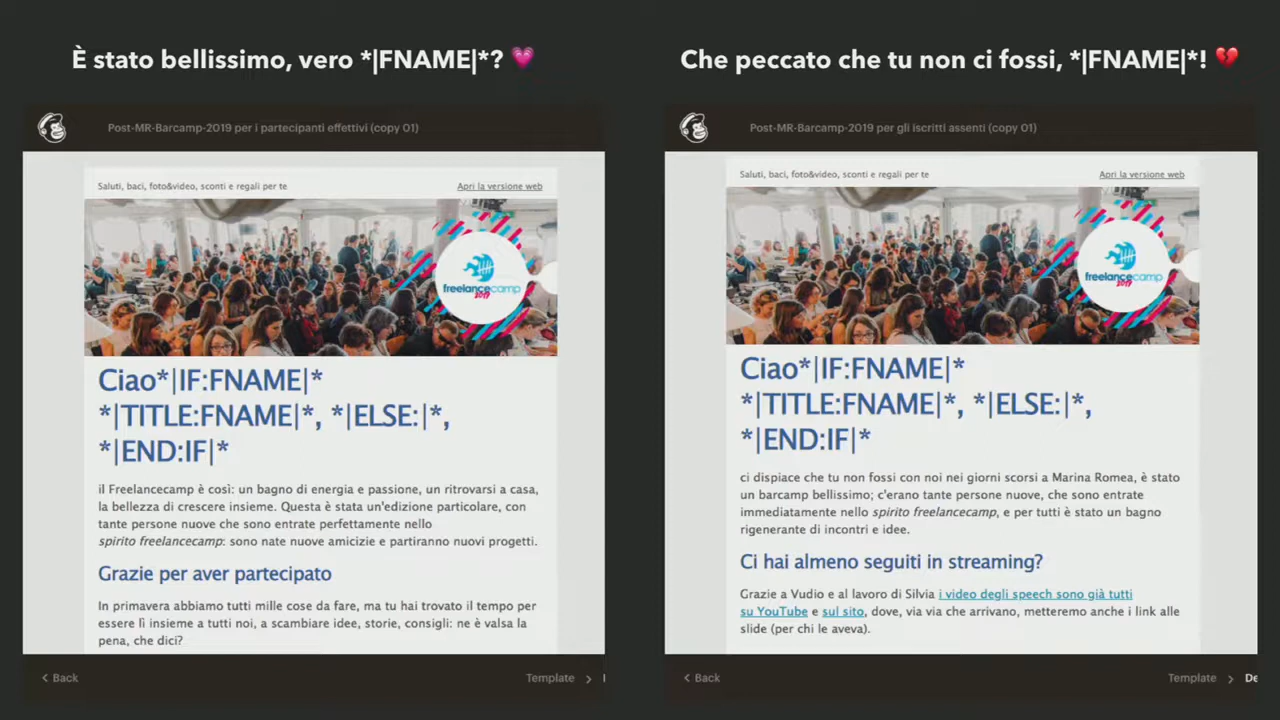 È stato bellissimo, vero *|FNAME|*? 💗
Post-MR-Barcamp-2019 per i partecipanti effettivi (copy 01)
Saluti, baci, foto&video, sconti e regali per te
Apri la versione web
freelancecamp
2019
Ciao*|IF:FNAME|*
*|TITLE:FNAME|*, *|ELSE:|*,
*|END:IF|*
il Freelancecamp è così: un bagno di energia e passione, un ritrovarsi a casa,
la bellezza di crescere insieme. Questa è stata un'edizione particolare, con
tante persone nuove che sono entrate perfettamente nello
spirito freelancecamp: sono nate nuove amicizie e partiranno nuovi progetti.
Grazie per aver partecipato
In primavera abbiamo tutti mille cose da fare, ma tu hai trovato il tempo per
essere lì insieme a tutti noi, a scambiare idee, storie, consigli: ne è valsa la
pena, che dici?
Back
Template
Che peccato che tu non ci fossi, *|FNAME|*! 💔
Post-MR-Barcamp-2019 per gli iscritti assenti (copy 01)
Saluti, baci, foto&video, sconti e regali per te
Apri la versione web
freelancecamp
2019
Ciao*|IF:FNAME|*
*|TITLE:FNAME|*, *|ELSE:|*,
*|END:IF|*
ci dispiace che tu non fossi con noi nei giorni scorsi a Marina Romea, è stato
un barcamp bellissimo; c'erano tante persone nuove, che sono entrate
immediatamente nello spirito freelancecamp, e per tutti è stato un bagno
rigenerante di incontri e idee.
Ci hai almeno seguiti in streaming?
Grazie a Vudio e al lavoro di Silvia i video degli speech sono già tutti
su YouTube e sul sito, dove, via via che arrivano, metteremo anche i link alle
slide (per chi le aveva).
Back
Template
De